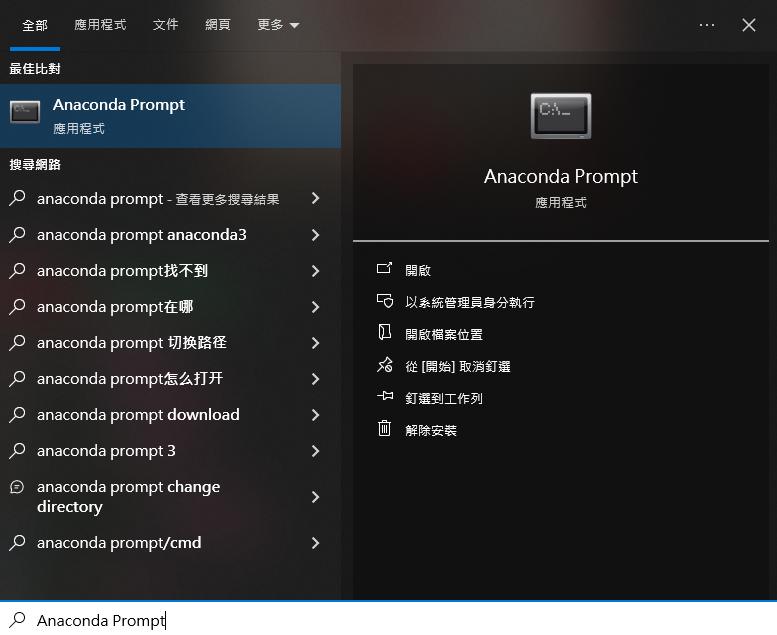 全部 應用程式 文件 網頁 更多
最佳比對
Anaconda Prompt
應用程式
搜尋網路
anaconda prompt - 查看更多搜尋結果
anaconda prompt anaconda3
anaconda prompt找不到
anaconda prompt在哪
anaconda prompt 切换路径
anaconda prompt怎么打开
anaconda prompt download
anaconda prompt 3
anaconda prompt change
directory
anaconda prompt/cmd
C:\_
Anaconda Prompt
應用程式
開啟
以系統管理員身分執行
開啟檔案位置
從 [開始] 取消釘選
釘選到工作列
解除安裝
Anaconda Prompt